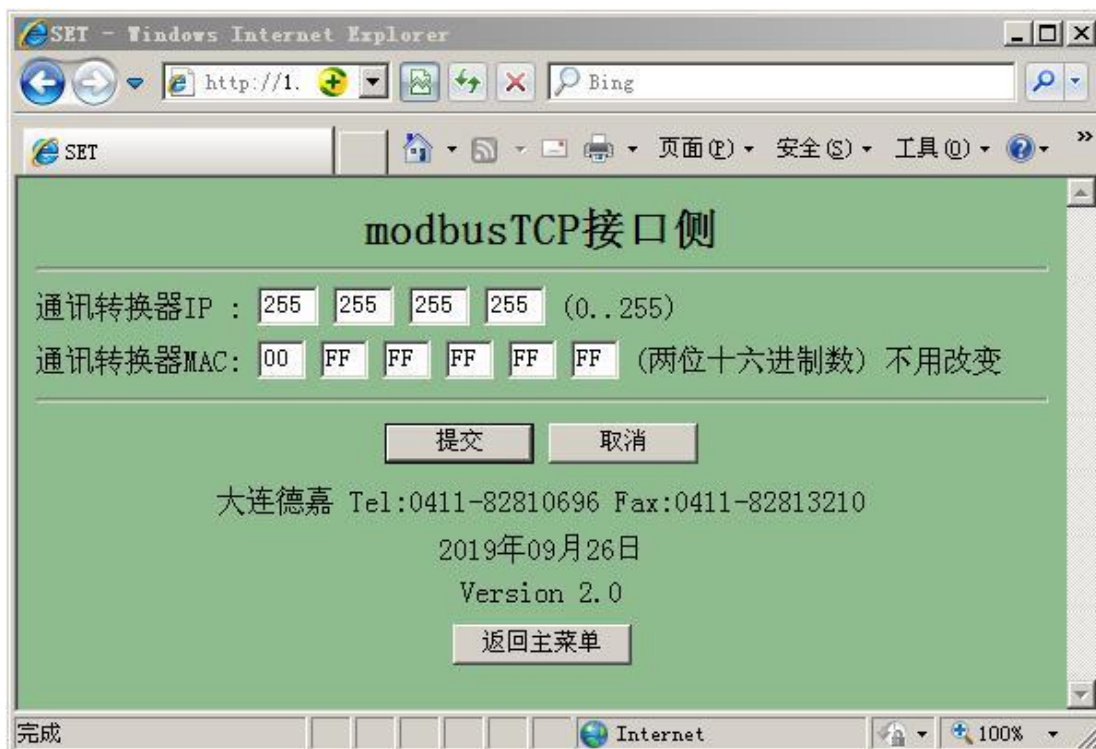 SET - Windows Internet Explorer
http://1.
Bing
SET
页面(P)
安全(S)
工具(O)
»
modbusTCP接口侧
通讯转换器IP : 255 255 255 255 (0..255)
通讯转换器MAC: 00 FF FF FF FF FF (两位十六进制数) 不用改变
提交 取消
大连德嘉 Tel:0411-82810696 Fax:0411-82813210
2019年09月26日
Version 2.0
返回主菜单
完成
Internet
100%